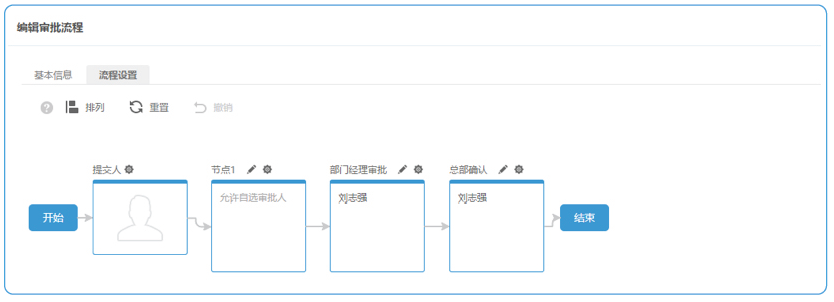 编辑审批流程
基本信息 流程设置
? 排列 重置 撤销
提交人 节点1 部门经理审批 总部确认
允许自选审批人 刘志强 刘志强
开始 结束